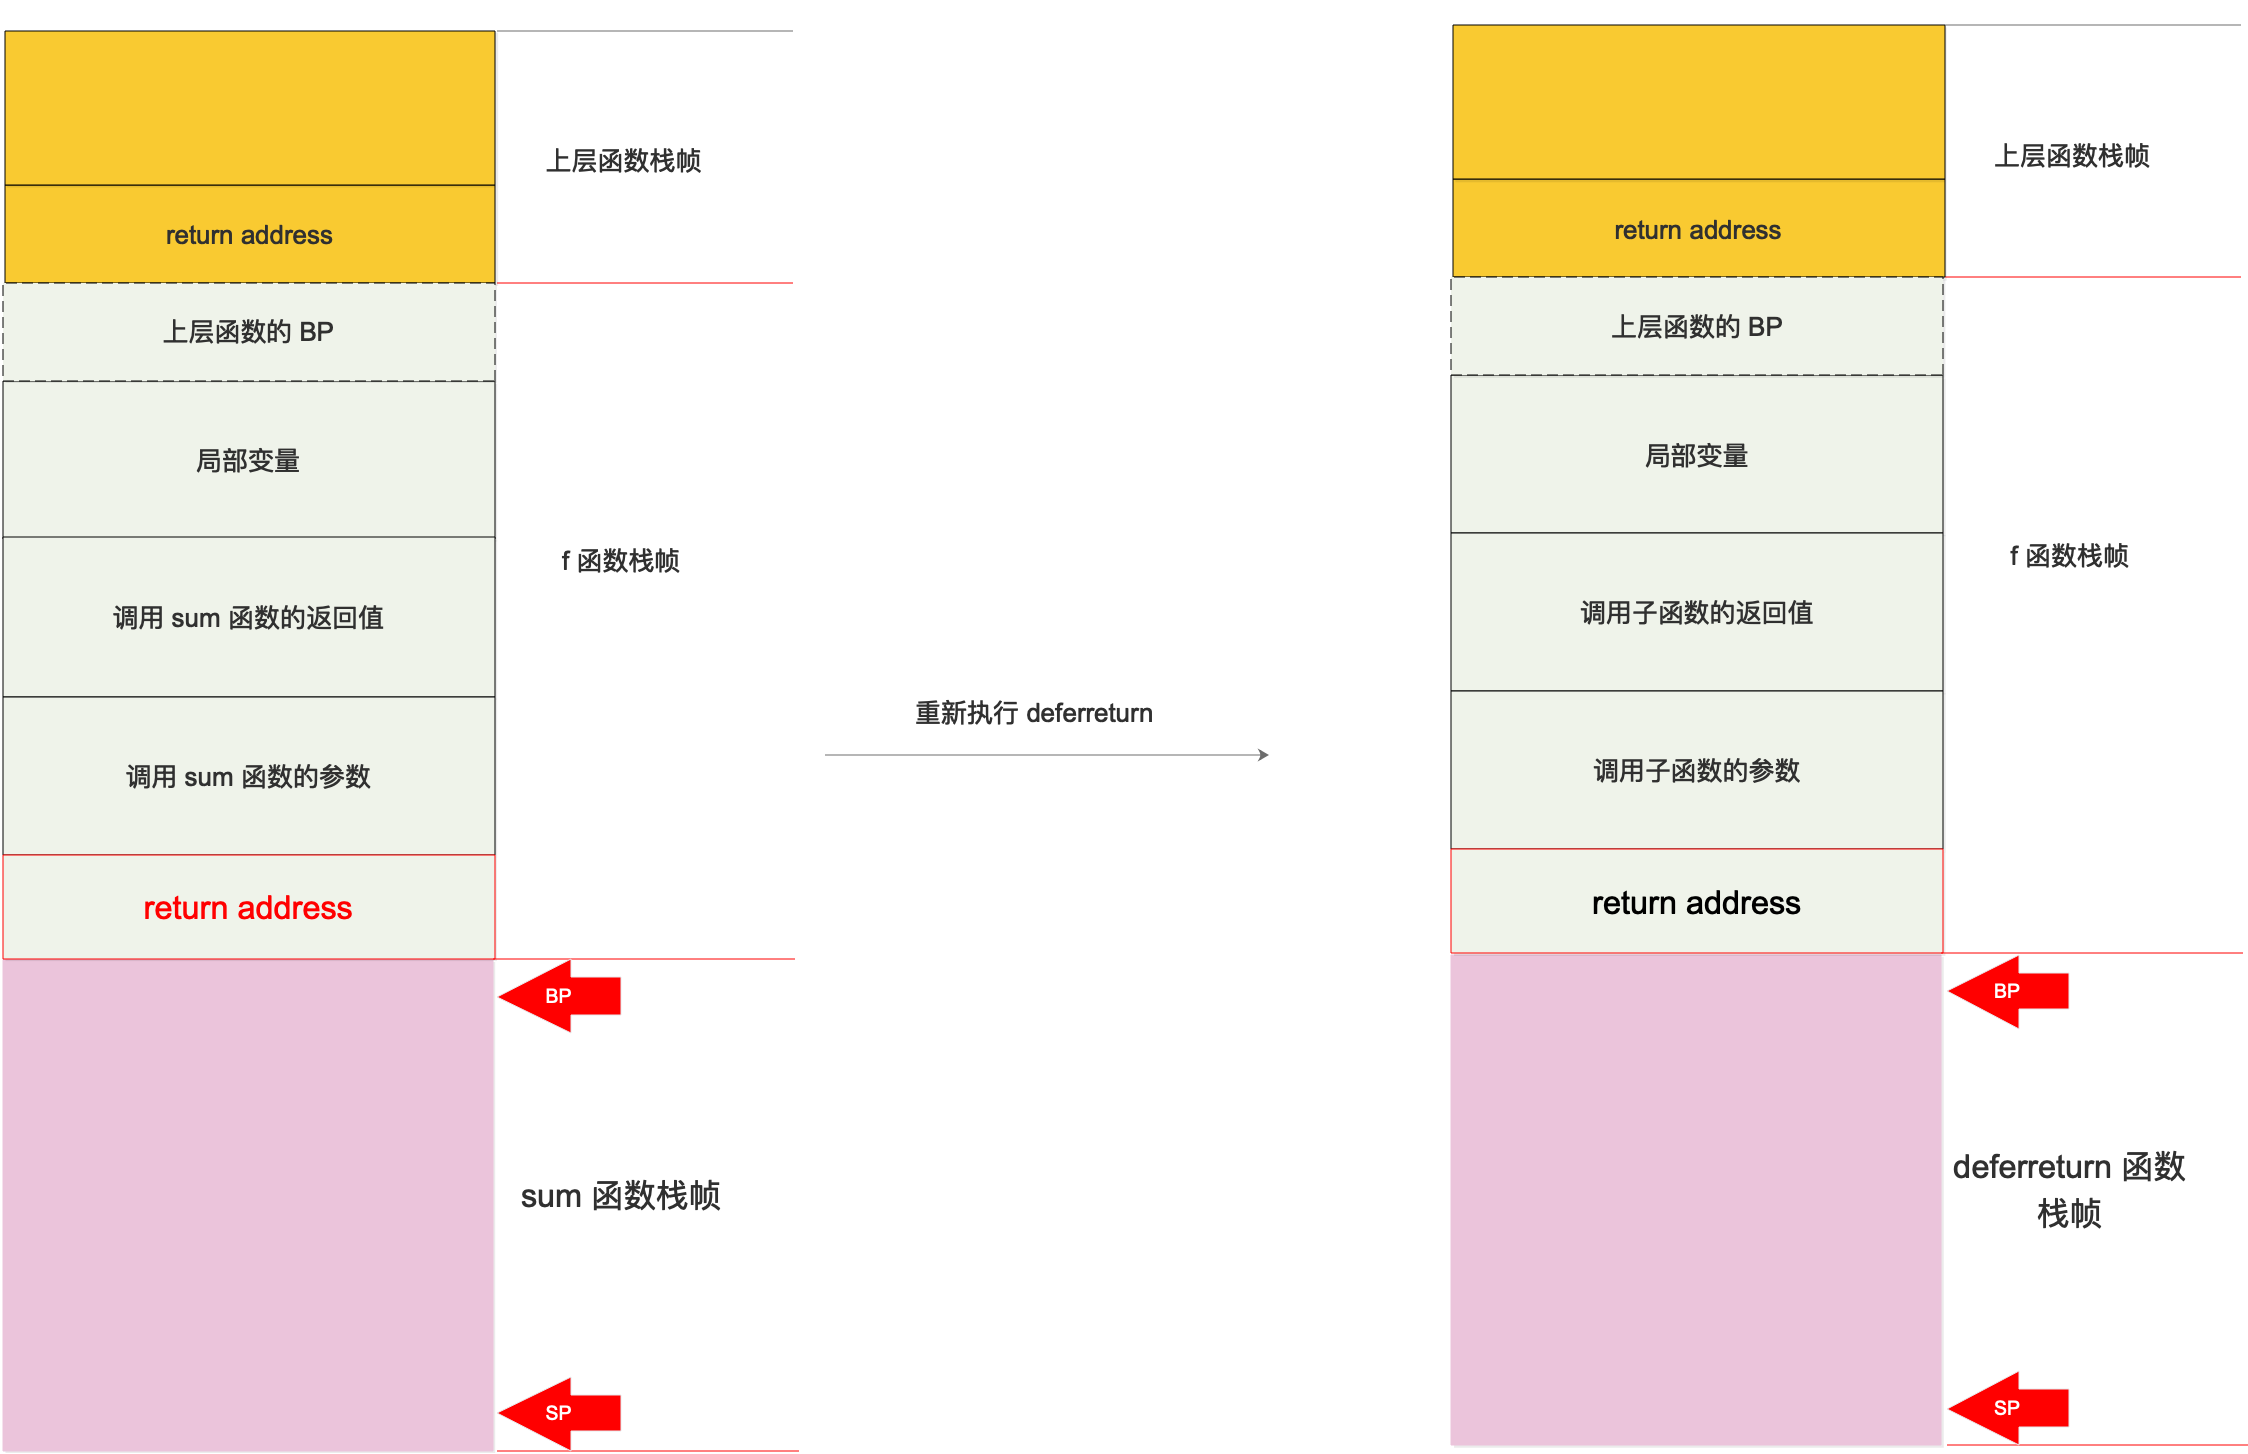 上层函数栈帧
return address
上层函数的 BP
局部变量
f 函数栈帧
调用 sum 函数的返回值
调用 sum 函数的参数
return address
BP
sum 函数栈帧
SP
重新执行 deferreturn
上层函数栈帧
return address
上层函数的 BP
局部变量
f 函数栈帧
调用子函数的返回值
调用子函数的参数
return address
BP
deferreturn 函数
栈帧
SP